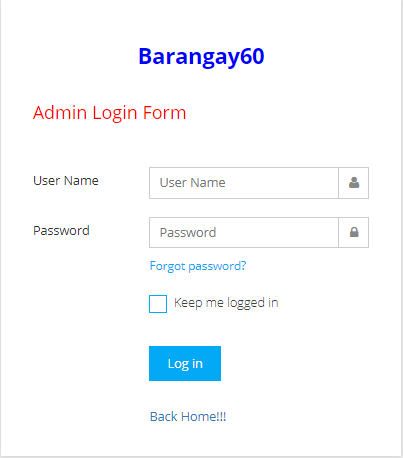 Barangay60
Admin Login Form
User Name User Name
Password Password
Forgot password?
Keep me logged in
Log in
Back Home!!!